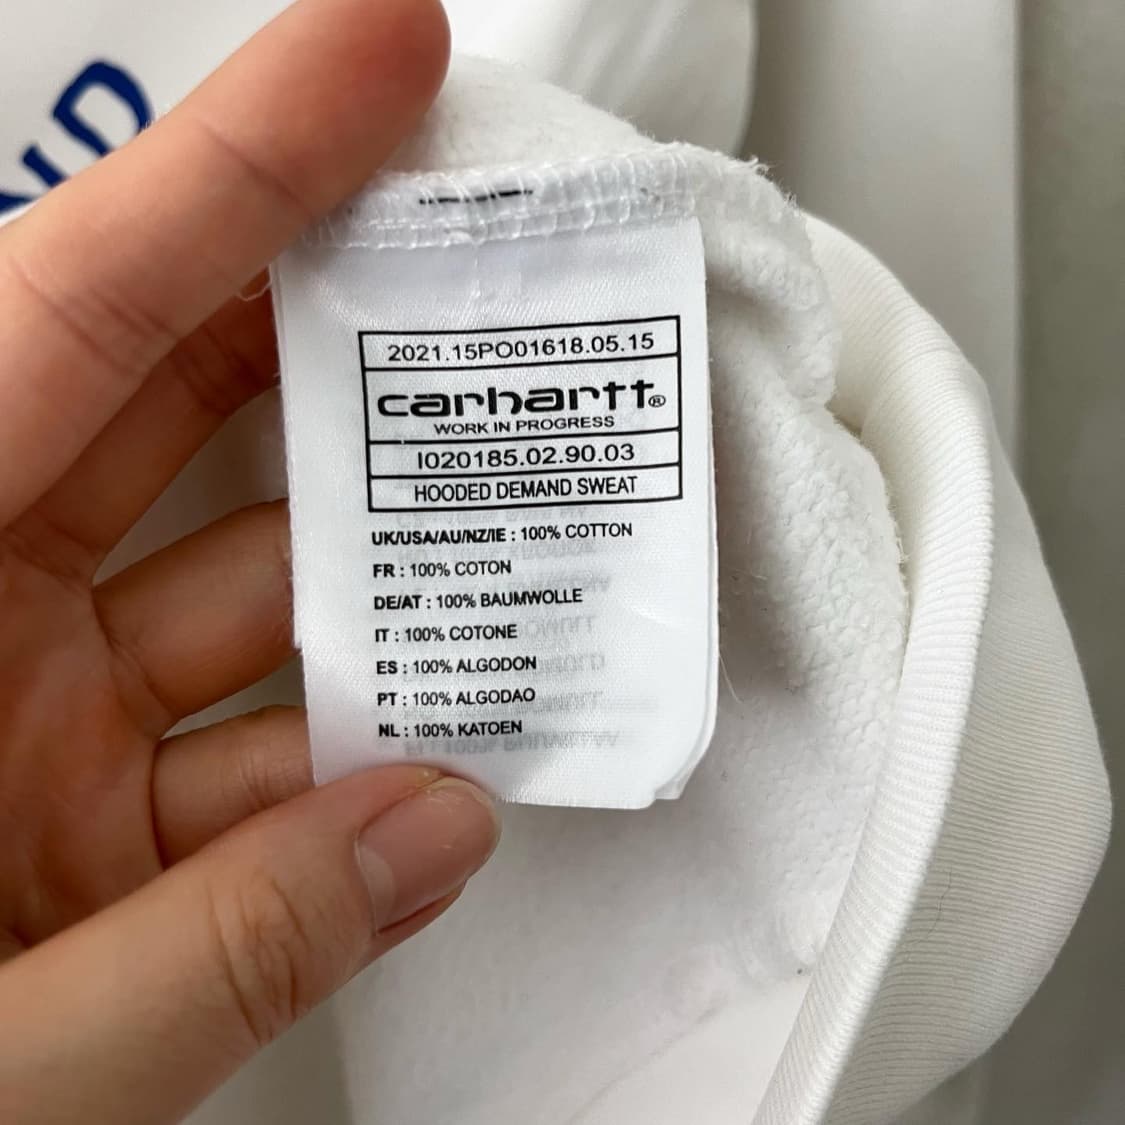 ND
2021.15PO01618.05.15
carhartt®
WORK IN PROGRESS
I020185.02.90.03
HOODED DEMAND SWEAT
UK/USA/AU/NZ/IE : 100% COTTON
FR : 100% COTON
DE/AT : 100% BAUMWOLLE
IT : 100% COTONE
ES : 100% ALGODON
PT : 100% ALGODAO
NL : 100% KATOEN